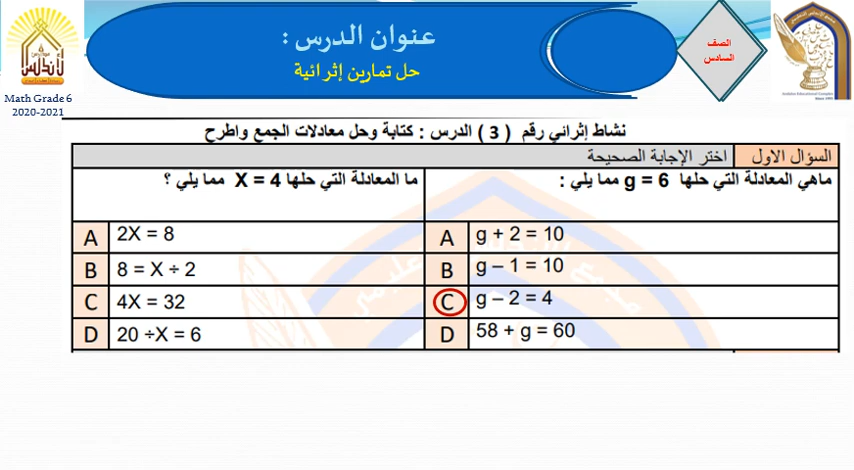 عنوان الدرس :
حل تمارين إثرائية
الصف
السادس
Math Grade 6
2020-2021
نشاط إثرائي رقم ( 3 ) الدرس : كتابة وحل معادلات الجمع واطرح
السؤال الاول
اختر الإجابة الصحيحة
ماهي المعادلة التي حلها g = 6 مما يلي :
A g + 2 = 10
B g – 1 = 10
C g – 2 = 4
D 58 + g = 60
ما المعادلة التي حلها X = 4 مما يلي ؟
A 2X = 8
B 8 = X ÷ 2
C 4X = 32
D 20 ÷X = 6